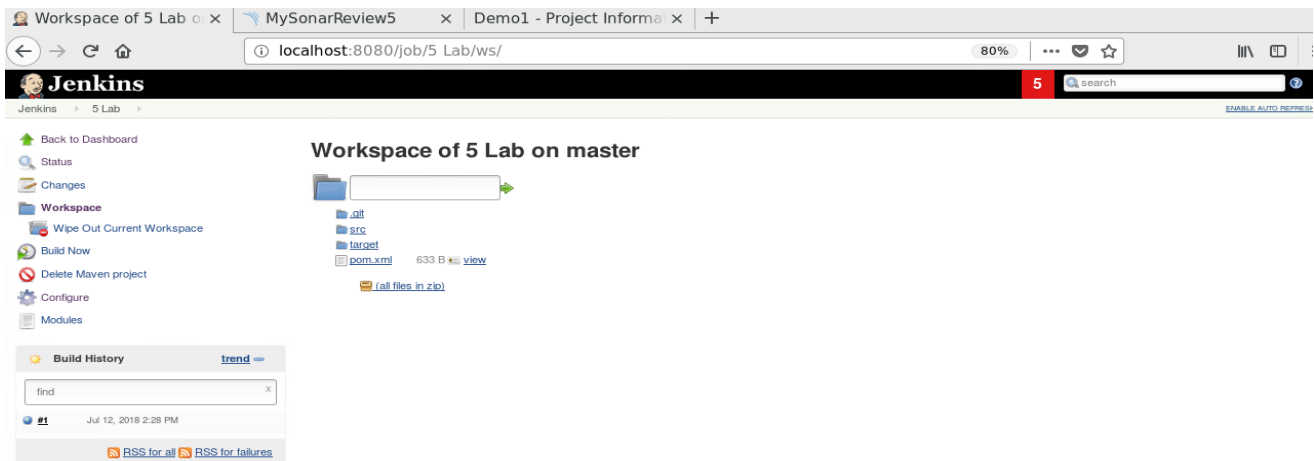 Workspace of 5 Lab o
MySonarReview5
Demo1 - Project Informat
localhost:8080/job/5 Lab/ws/
80%
Jenkins
5
search
Jenkins
5 Lab
ENABLE AUTO REFRESH
Back to Dashboard
Status
Changes
Workspace
Wipe Out Current Workspace
Build Now
Delete Maven project
Configure
Modules
Build History
trend
find
x
#1 Jul 12, 2018 2:28 PM
RSS for all RSS for failures
Workspace of 5 Lab on master
.git
src
target
pom.xml 633 B view
(all files in zip)